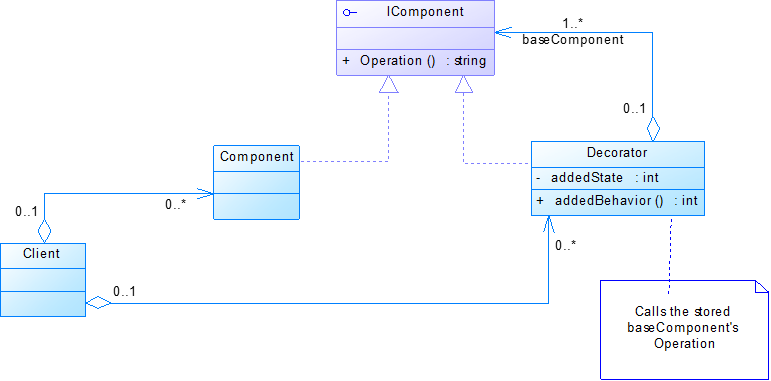 IComponent
+ Operation () : string
1..*
baseComponent
0..1
Component
Decorator
- addedState : int
+ addedBehavior () : int
0..1
0..*
0..*
Client
0..1
Calls the stored
baseComponent's
Operation